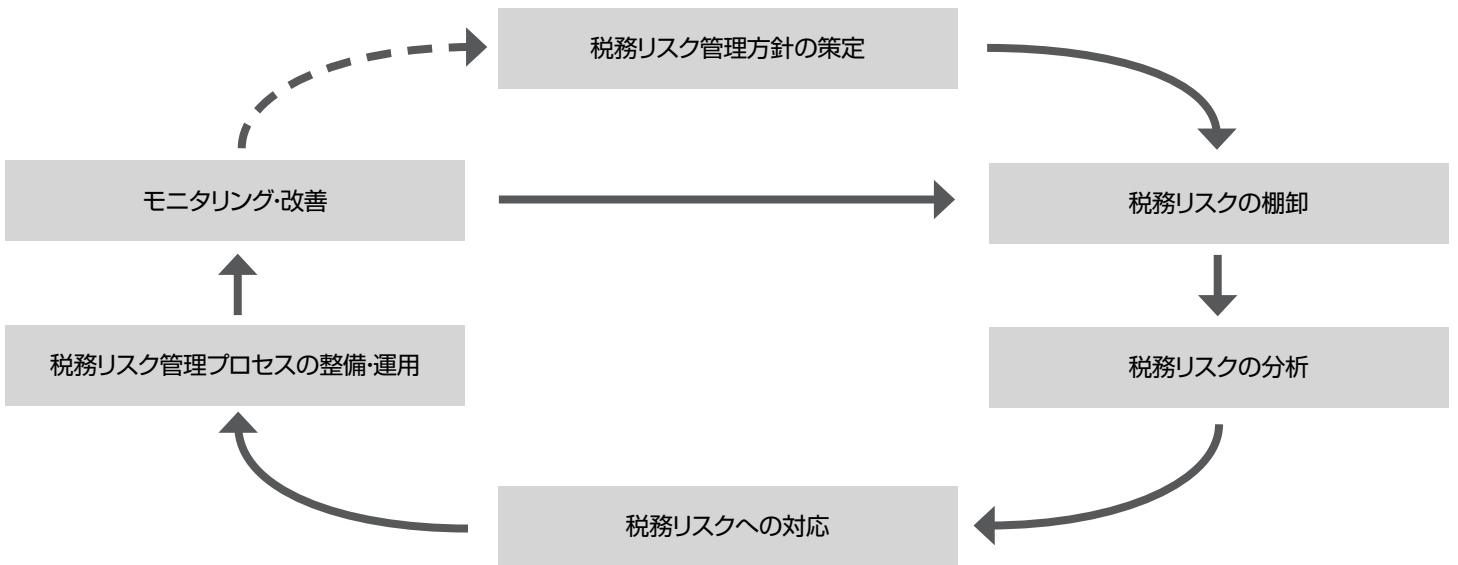 税務リスク管理方針の策定
モニタリング・改善
税務リスクの棚卸
税務リスク管理プロセスの整備・運用
税務リスクの分析
税務リスクへの対応